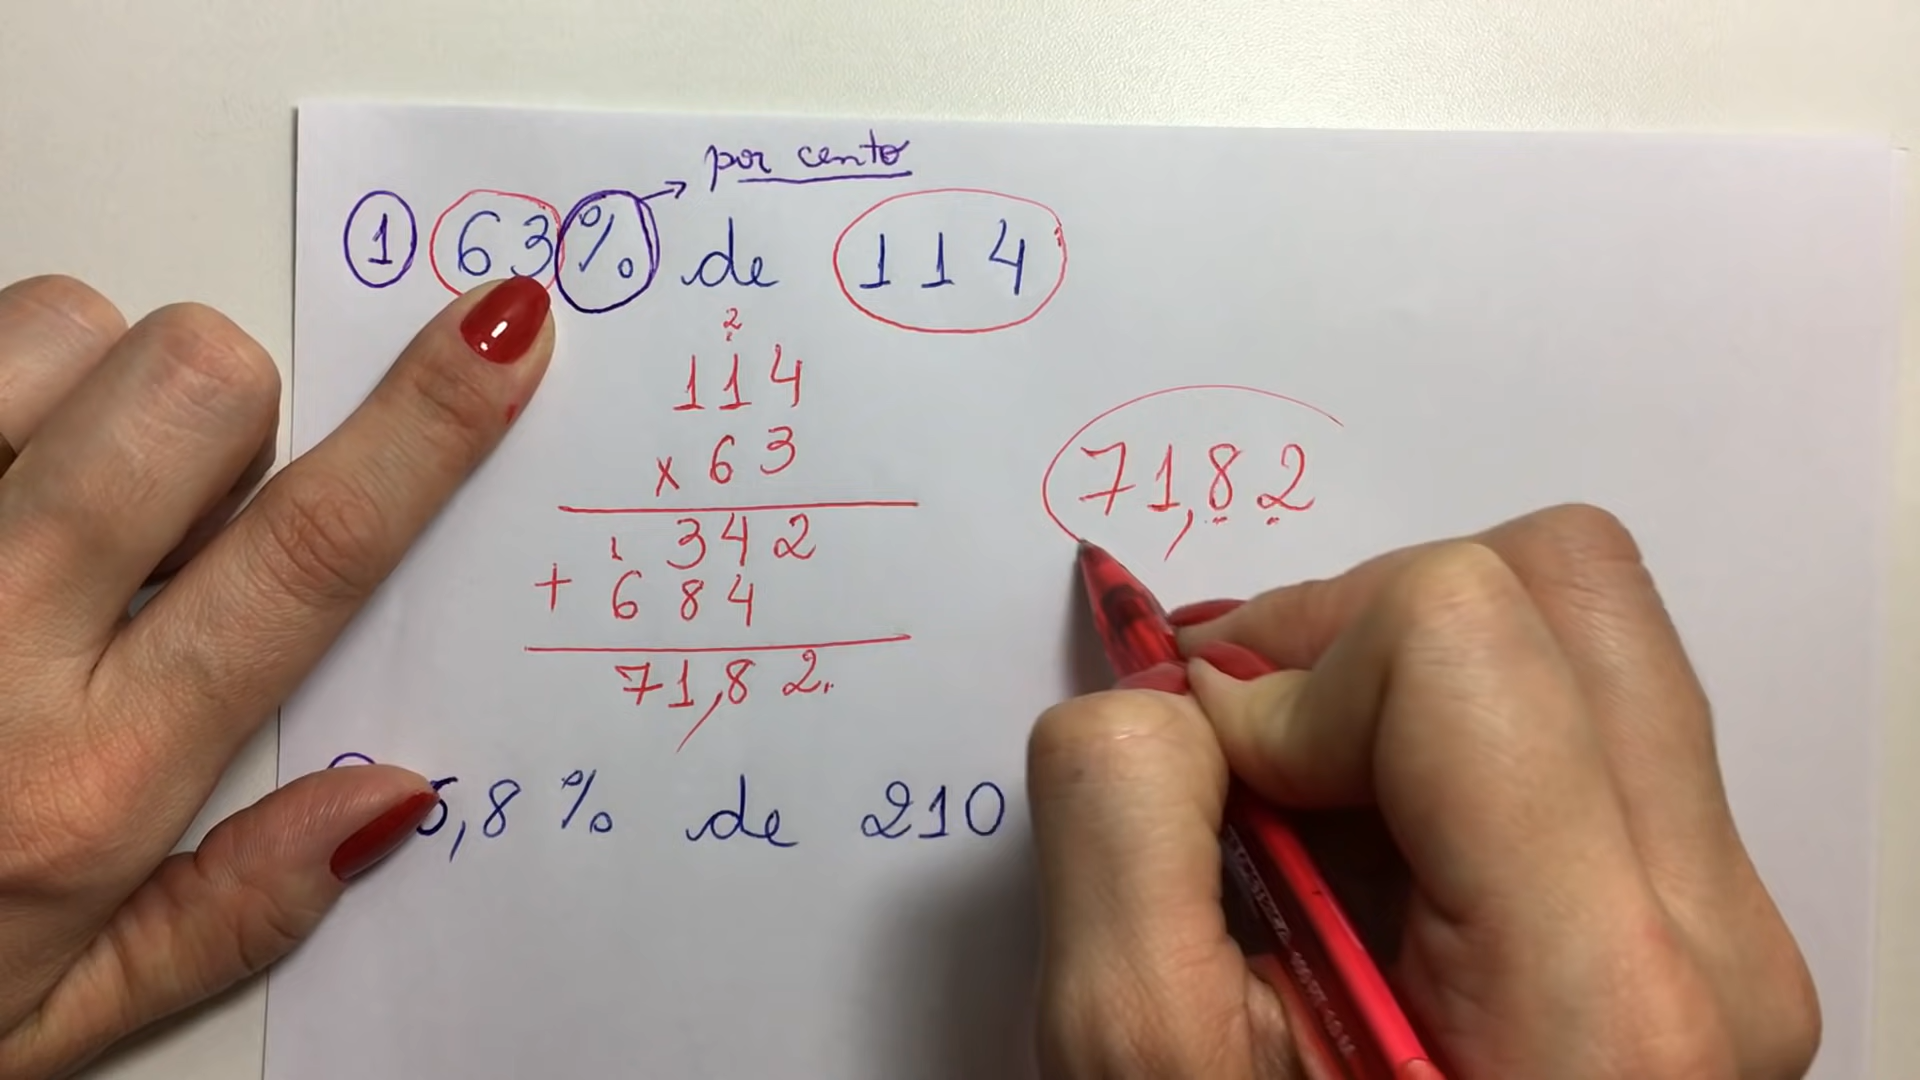 por cento
1 63% de 114
2
114
x 63
342
1
+ 684
71,82
71,82
5,8 % de 210